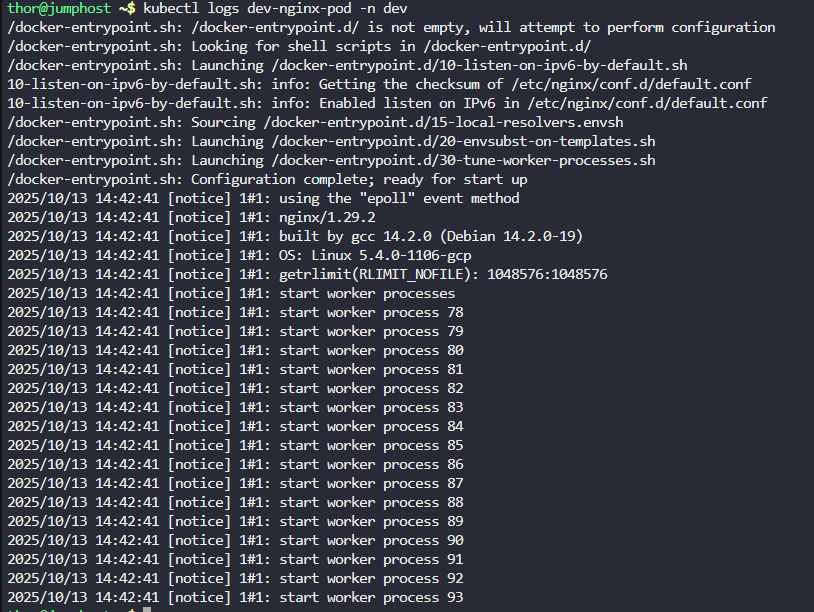 thor@jumphost ~$ kubectl logs dev-nginx-pod -n dev
/docker-entrypoint.sh: /docker-entrypoint.d/ is not empty, will attempt to perform configuration
/docker-entrypoint.sh: Looking for shell scripts in /docker-entrypoint.d/
/docker-entrypoint.sh: Launching /docker-entrypoint.d/10-listen-on-ipv6-by-default.sh
10-listen-on-ipv6-by-default.sh: info: Getting the checksum of /etc/nginx/conf.d/default.conf
10-listen-on-ipv6-by-default.sh: info: Enabled listen on IPv6 in /etc/nginx/conf.d/default.conf
/docker-entrypoint.sh: Sourcing /docker-entrypoint.d/15-local-resolvers.envsh
/docker-entrypoint.sh: Launching /docker-entrypoint.d/20-envsubst-on-templates.sh
/docker-entrypoint.sh: Launching /docker-entrypoint.d/30-tune-worker-processes.sh
/docker-entrypoint.sh: Configuration complete; ready for start up
2025/10/13 14:42:41 [notice] 1#1: using the "epoll" event method
2025/10/13 14:42:41 [notice] 1#1: nginx/1.29.2
2025/10/13 14:42:41 [notice] 1#1: built by gcc 14.2.0 (Debian 14.2.0-19)
2025/10/13 14:42:41 [notice] 1#1: OS: Linux 5.4.0-1106-gcp
2025/10/13 14:42:41 [notice] 1#1: getrlimit(RLIMIT_NOFILE): 1048576:1048576
2025/10/13 14:42:41 [notice] 1#1: start worker processes
2025/10/13 14:42:41 [notice] 1#1: start worker process 78
2025/10/13 14:42:41 [notice] 1#1: start worker process 79
2025/10/13 14:42:41 [notice] 1#1: start worker process 80
2025/10/13 14:42:41 [notice] 1#1: start worker process 81
2025/10/13 14:42:41 [notice] 1#1: start worker process 82
2025/10/13 14:42:41 [notice] 1#1: start worker process 83
2025/10/13 14:42:41 [notice] 1#1: start worker process 84
2025/10/13 14:42:41 [notice] 1#1: start worker process 85
2025/10/13 14:42:41 [notice] 1#1: start worker process 86
2025/10/13 14:42:41 [notice] 1#1: start worker process 87
2025/10/13 14:42:41 [notice] 1#1: start worker process 88
2025/10/13 14:42:41 [notice] 1#1: start worker process 89
2025/10/13 14:42:41 [notice] 1#1: start worker process 90
2025/10/13 14:42:41 [notice] 1#1: start worker process 91
2025/10/13 14:42:41 [notice] 1#1: start worker process 92
2025/10/13 14:42:41 [notice] 1#1: start worker process 93